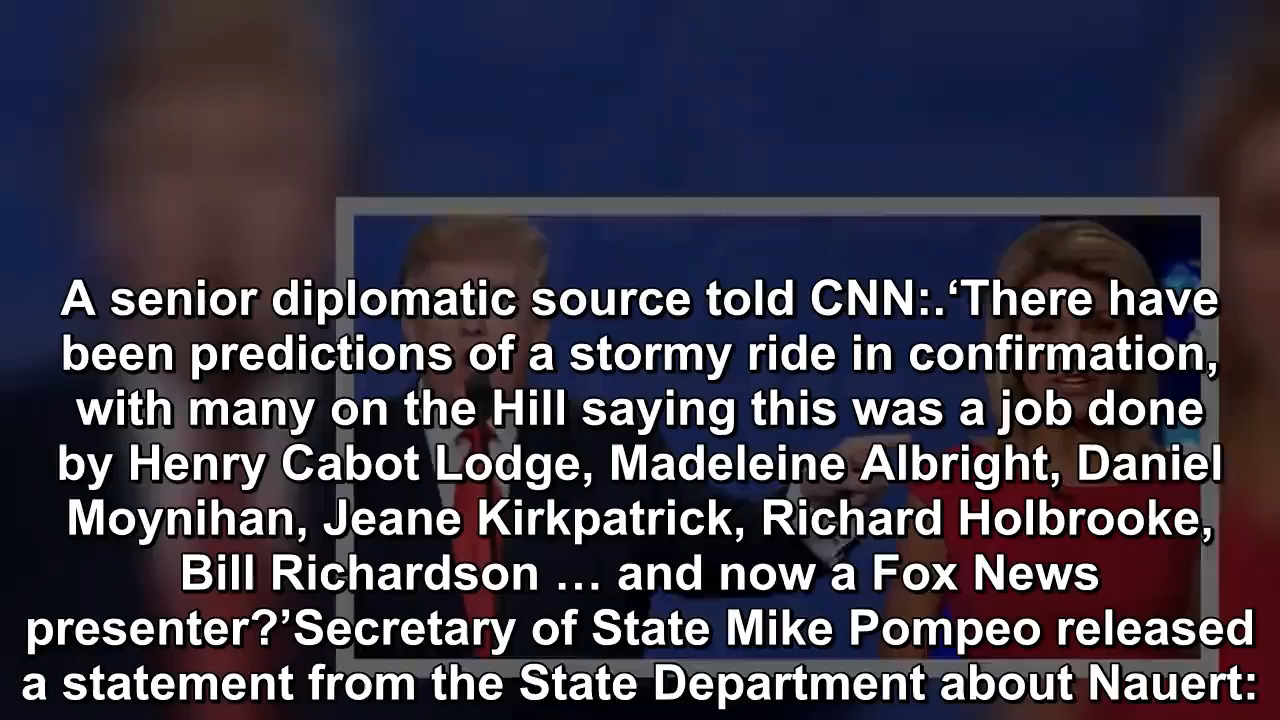 A senior diplomatic source told CNN:.‘There have
been predictions of a stormy ride in confirmation,
with many on the Hill saying this was a job done
by Henry Cabot Lodge, Madeleine Albright, Daniel
Moynihan, Jeane Kirkpatrick, Richard Holbrooke,
Bill Richardson … and now a Fox News
presenter?’Secretary of State Mike Pompeo released
a statement from the State Department about Nauert: